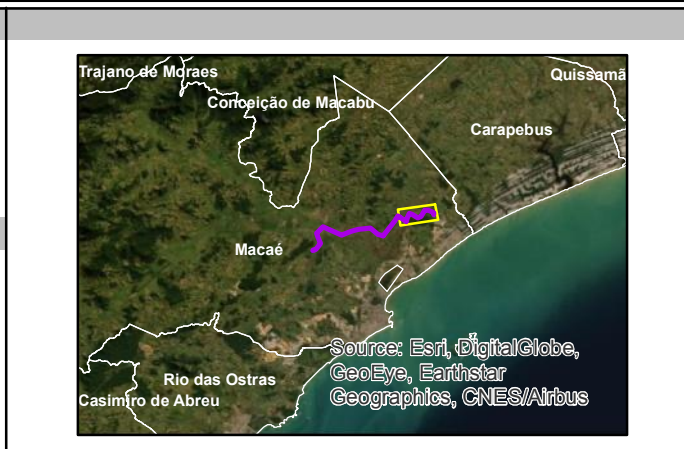 Trajano de Moraes
Quissamã
Conceição de Macabu
Carapebus
Macaé
Rio das Ostras
Casimiro de Abreu
Source: Esri, DigitalGlobe,
GeoEye, Earthstar
Geographics, CNES/Airbus